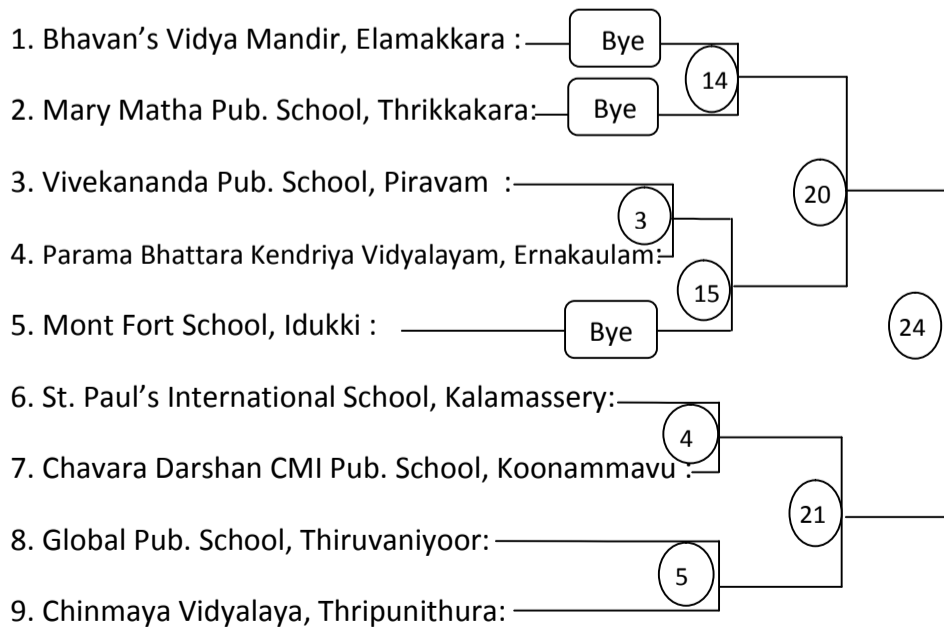 1. Bhavan’s Vidya Mandir, Elamakkara : Bye
14
2. Mary Matha Pub. School, Thrikkakara: Bye
3. Vivekananda Pub. School, Piravam :
20
3
4. Parama Bhattara Kendriya Vidyalayam, Ernakaulam:
15
5. Mont Fort School, Idukki : Bye
24
6. St. Paul’s International School, Kalamassery:
4
7. Chavara Darshan CMI Pub. School, Koonammavu :
21
8. Global Pub. School, Thiruvaniyoor:
5
9. Chinmaya Vidyalaya, Thripunithura: